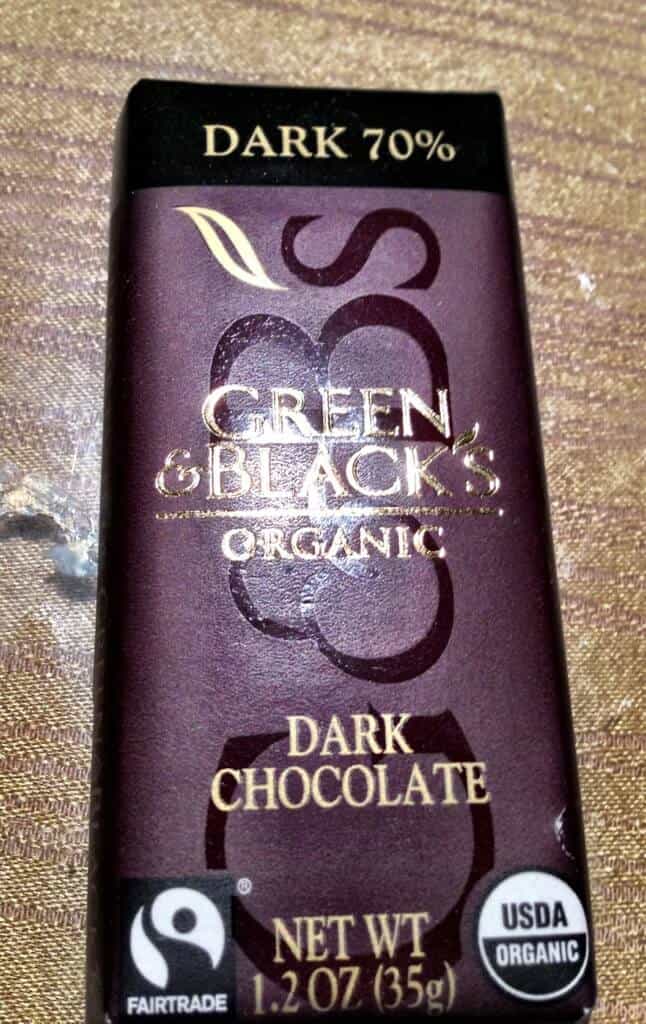 DARK 70%
G&B's
GREEN
&BLACK'S
ORGANIC
DARK
CHOCOLATE
FAIRTRADE
®
NET WT
1.2 OZ (35g)
USDA
ORGANIC